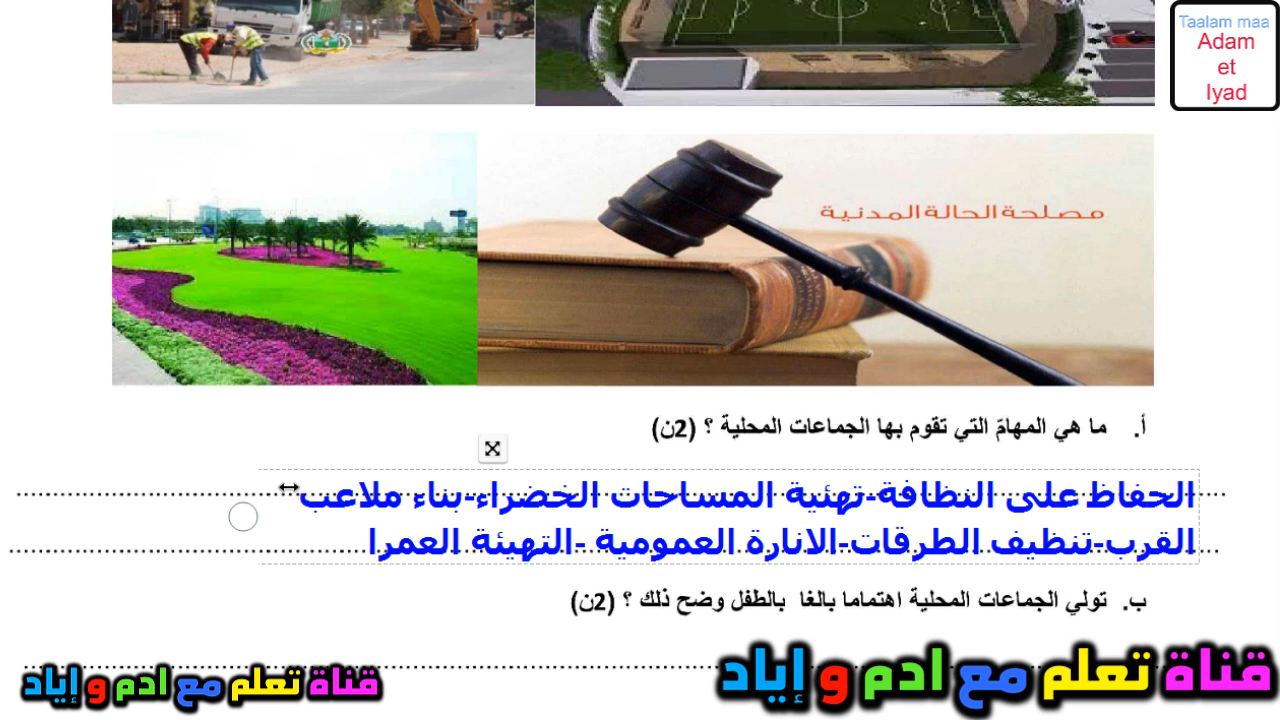 Taalam maa
Adam
et
Iyad
مصلحة الحالة المدنية
أ. ما هي المهامّ التي تقوم بها الجماعات المحلية ؟ (2ن)
الحفاظ على النظافة-تهئية المساحات الخضراء-بناء ملاعب
القرب-تنظيف الطرقات-الانارة العمومية -التهيئة العمرا
ب. تولي الجماعات المحلية اهتماما بالغا بالطفل وضح ذلك ؟ (2ن)
قناة تعلم مع ادم و إياد
قناة تعلم مع ادم و إياد